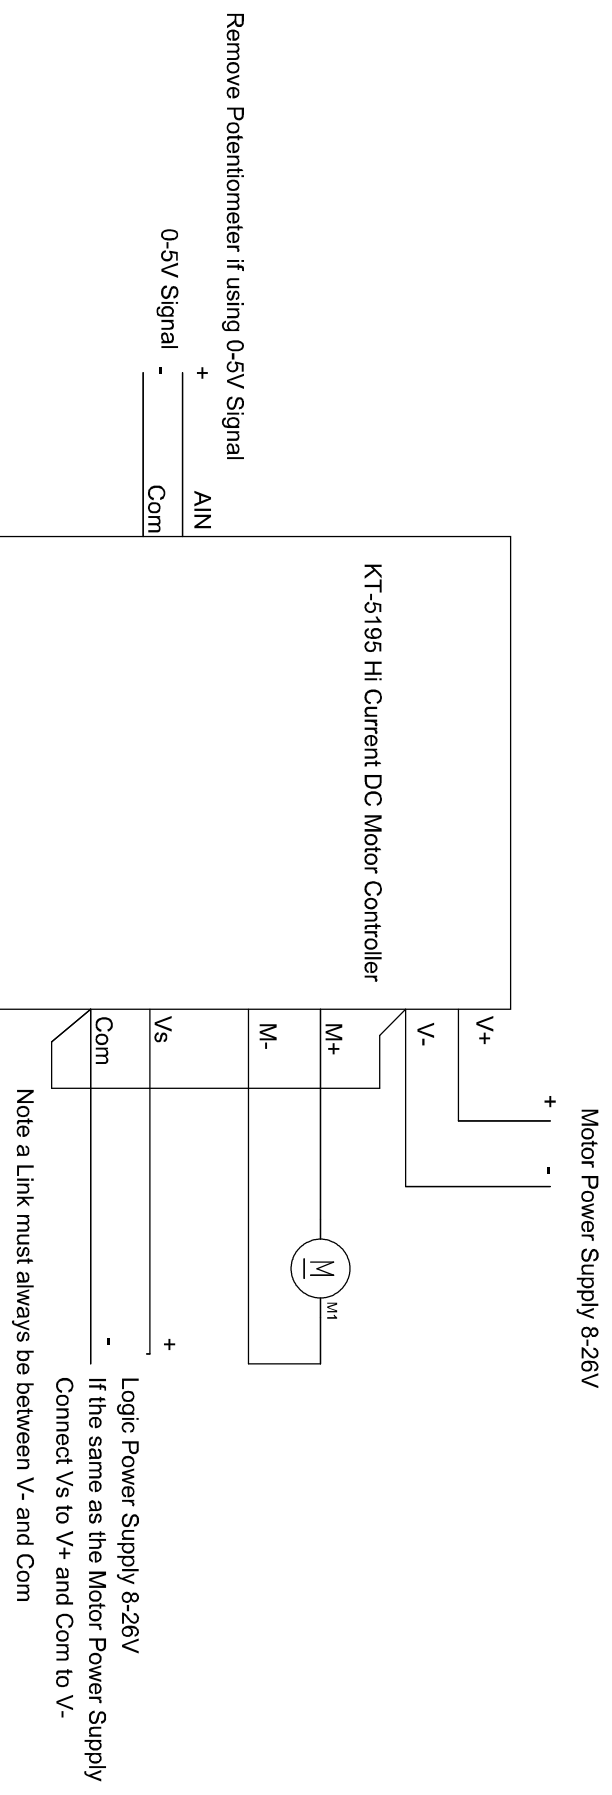 Motor Power Supply 8-26V
+
-
V+
V-
KT-5195 Hi Current DC Motor Controller
M+
M-
M
M1
Remove Potentiometer if using 0-5V Signal
+
AIN
0-5V Signal
-
Com
Vs
+
Com
-
Logic Power Supply 8-26V
If the same as the Motor Power Supply
Connect Vs to V+ and Com to V-
Note a Link must always be between V- and Com